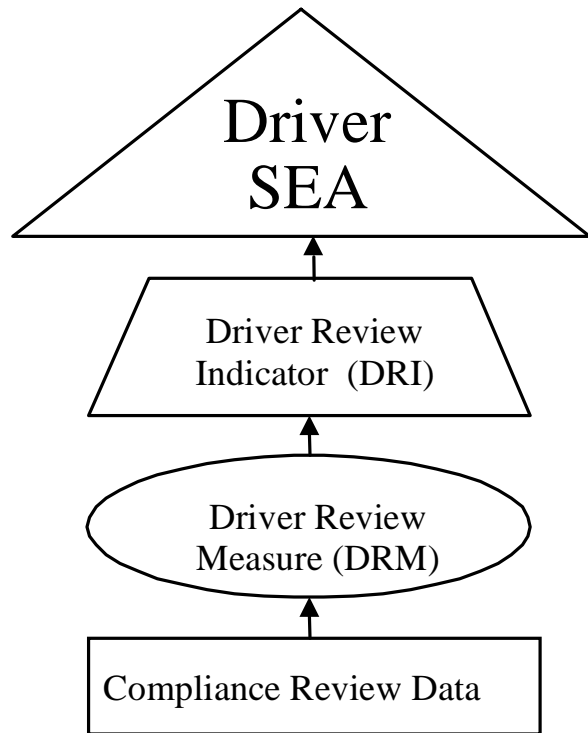 Driver
SEA
Driver Review
Indicator (DRI)
Driver Review
Measure (DRM)
Compliance Review Data